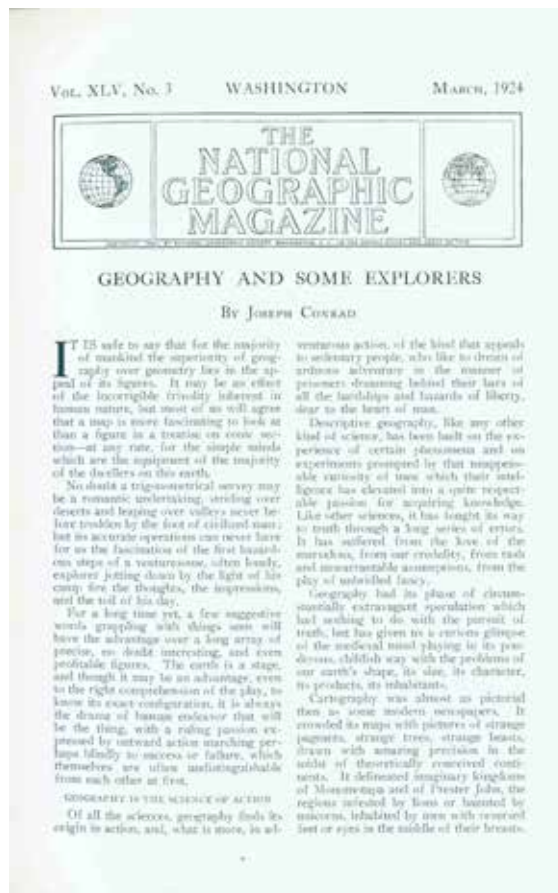 VOL. XLV, No. 3
WASHINGTON
MARCH, 1924
THE
NATIONAL
GEOGRAPHIC
MAGAZINE
GEOGRAPHY AND SOME EXPLORERS
BY JOSEPH CONRAD
IT IS safe to say that for the majority
of mankind the superiority of geog-
raphy over geometry lies in the ap-
peal of its figures. It may be an effect
of the incorrigible frivolity inherent in
human nature, but most of us will agree
that a map is more fascinating to look at
than a figure in a treatise on conic sec-
tions—at any rate, for the simple minds
which are the equipment of the majority
of the dwellers on this earth.
No doubt a trigonometrical survey may
be a romantic undertaking, striding over
deserts and leaping over valleys never be-
fore trodden by the foot of civilized man;
but its accurate operations can never have
for us the fascination of the first hazard-
ous steps of a venturesome, often lonely,
explorer jotting down by the light of his
camp fire the thoughts, the impressions,
and the toil of his day.
For a long time yet, a few suggestive
words grappling with things seen will
have the advantage over a long array of
precise, no doubt interesting, and even
profitable figures. The earth is a stage,
and though it may be an advantage, even
to the right comprehension of the play, to
know its exact configuration, it is always
the drama of human endeavor that will
be the thing, with a ruling passion ex-
pressed by outward action marching per-
haps blindly to success or failure, which
themselves are often undistinguishable
from each other at first.
GEOGRAPHY IS THE SCIENCE OF ACTION
Of all the sciences, geography finds its
origin in action, and, what is more, in ad-
venturous action, of the kind that appeals
to sedentary people, who like to dream of
arduous adventure in the manner of
prisoners dreaming behind their bars of
all the hardships and hazards of liberty,
dear to the heart of man.
Descriptive geography, like any other
kind of science, has been built on the ex-
perience of certain phenomena and on
experiments prompted by that unappeas-
able curiosity of men which their intel-
ligence has elevated into a quite respect-
able passion for acquiring knowledge.
Like other sciences, it has fought its way
to truth through a long series of errors.
It has suffered from the love of the
marvelous, from our credulity, from rash
and unwarrantable assumptions, from the
play of unbridled fancy.
Geography had its phase of circum-
stantially extravagant speculation which
had nothing to do with the pursuit of
truth, but has given us a curious glimpse
of the medieval mind playing in its pon-
derous, childish way with the problems of
our earth's shape, its size, its character,
its products, its inhabitants.
Cartography was almost as pictorial
then as some modern newspapers. It
crowded its maps with pictures of strange
pageants, strange trees, strange beasts,
drawn with amazing precision in the
midst of theoretically conceived conti-
nents. It delineated imaginary kingdoms
of Monomotapa and of Prester John, the
regions infested by lions or haunted by
unicorns, inhabited by men with reversed
feet or eyes in the middle of their breasts.